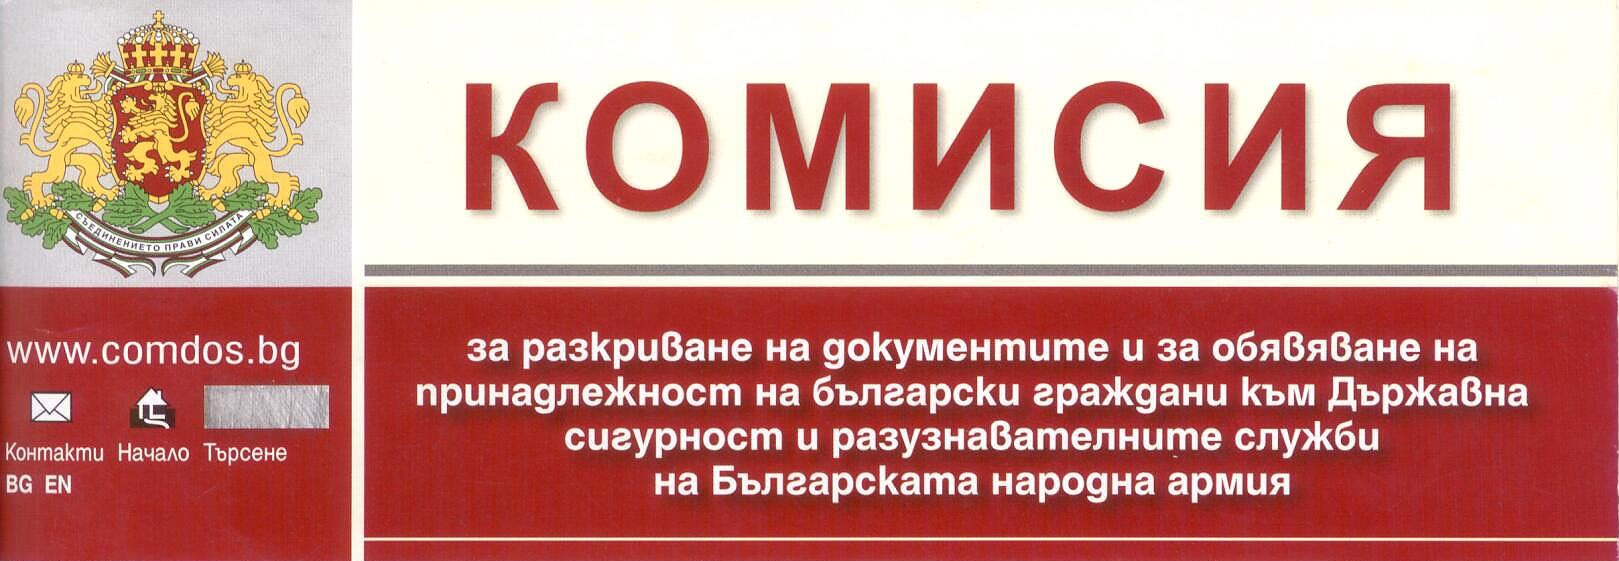 СЪЕДИНЕНИЕТО ПРАВИ СИЛАТА
www.comdos.bg
Контакти Начало Търсене
BG EN
КОМИСИЯ
за разкриване на документите и за обявяване на
принадлежност на български граждани към Държавна
сигурност и разузнавателните служби
на Българската народна армия